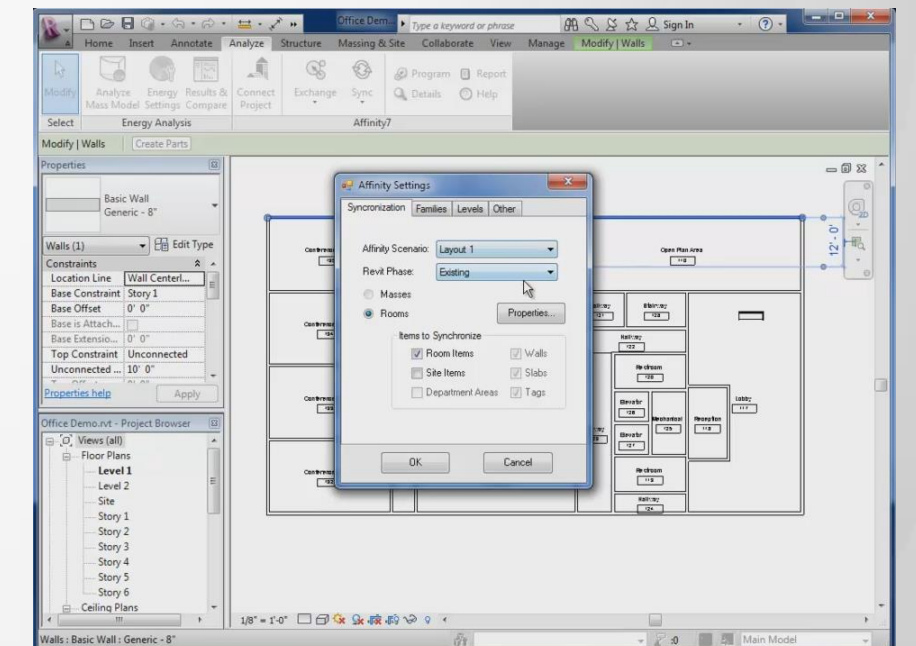 Office Dem...
Type a keyword or phrase
Sign In
Home Insert Annotate Analyze Structure Massing & Site Collaborate View Manage Modify | Walls
Modify
Analyze Mass Model
Energy Settings
Results & Compare
Connect Project
Exchange
Sync
Program
Report
Details
Help
Select
Energy Analysis
Affinity7
Modify | Walls
Create Parts
Properties
Basic Wall
Generic - 8"
Walls (1)
Edit Type
Constraints
Location Line Wall Centerl...
Base Constraint Story 1
Base Offset 0' 0"
Base is Attach...
Base Extensio... 0' 0"
Top Constraint Unconnected
Unconnected ... 10' 0"
Properties help
Apply
Office Demo.rvt - Project Browser
Views (all)
Floor Plans
Level 1
Level 2
Site
Story 1
Story 2
Story 3
Story 4
Story 5
Story 6
Ceiling Plans
Affinity Settings
Syncronization Families Levels Other
Affinity Scenario: Layout 1
Revit Phase: Existing
Masses
Rooms
Properties...
Items to Synchronize
Room Items
Walls
Site Items
Slabs
Department Areas
Tags
OK
Cancel
Open Plan Area
Stairway
Hallway
Restroom
Elevator
Mechanical
Reception
Lobby
Elevator
Restroom
Hallway
124
12' - 0"
2D
1/8" = 1'-0"
Walls : Basic Wall : Generic - 8"
:0
Main Model